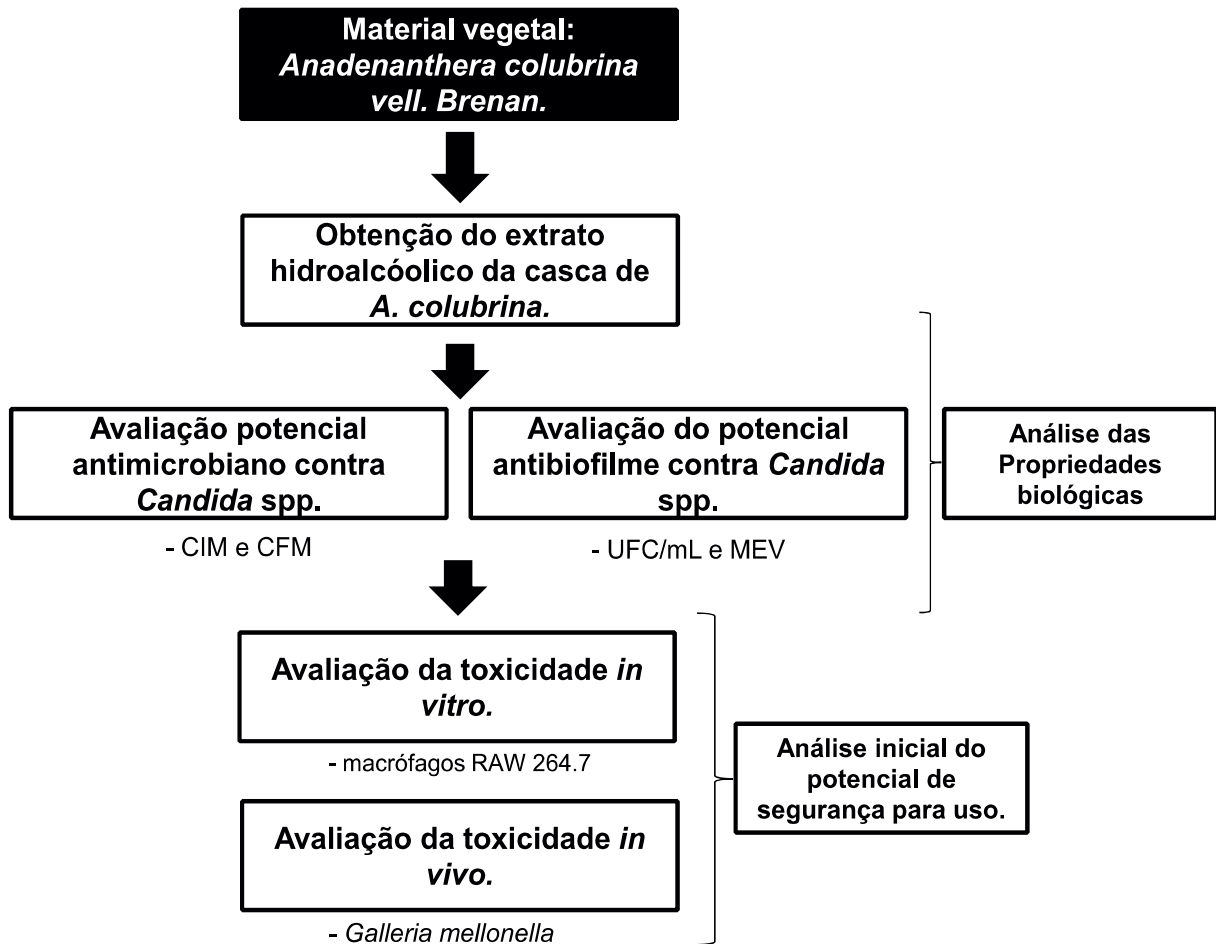 Material vegetal:
Anadenanthera colubrina
vell. Brenan.
Obtenção do extrato
hidroalcóolico da casca de
A. colubrina.
Avaliação potencial
antimicrobiano contra
Candida spp.
- CIM e CFM
Avaliação do potencial
antibiofilme contra Candida
spp.
- UFC/mL e MEV
Análise das
Propriedades
biológicas
Avaliação da toxicidade in
vitro.
- macrófagos RAW 264.7
Avaliação da toxicidade in
vivo.
- Galleria mellonella
Análise inicial do
potencial de
segurança para uso.